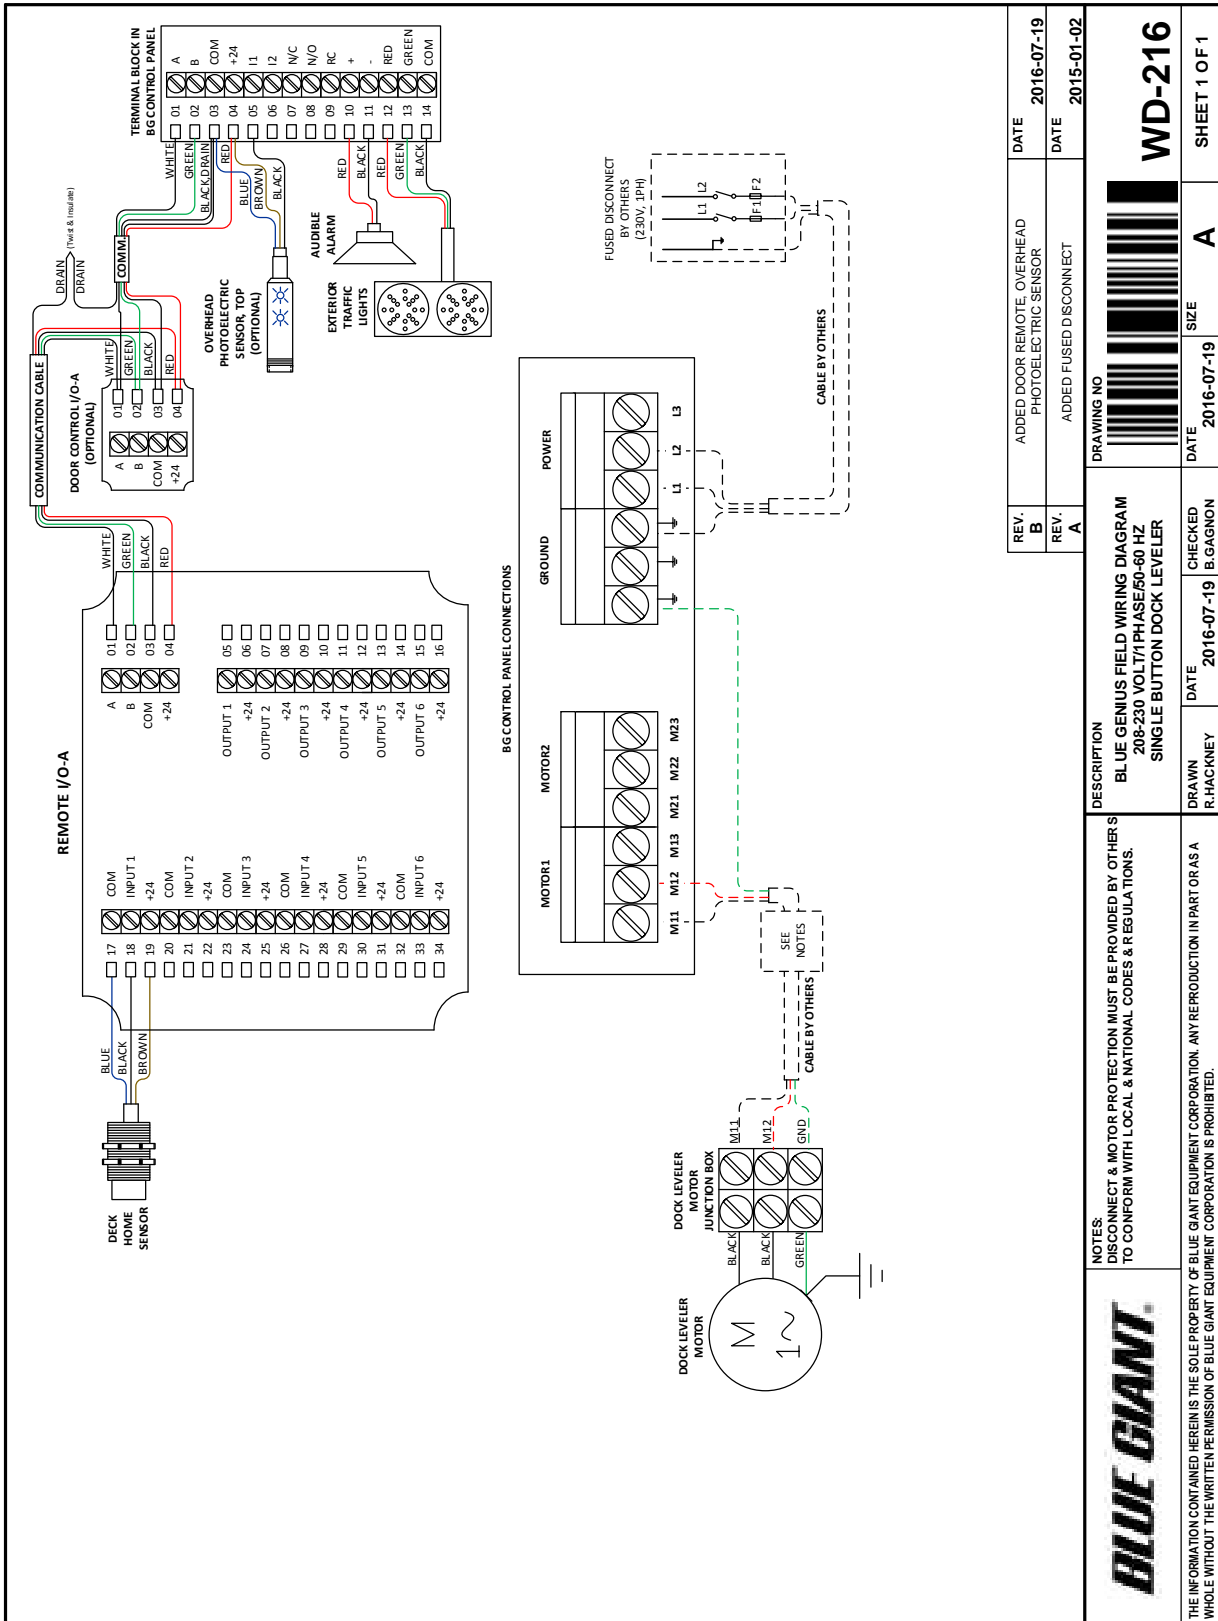 REMOTE I/O-A
DECK
HOME
SENSOR
BLUE
BLACK
BROWN
17 COM
18 INPUT 1
19 +24
20 COM
21 INPUT 2
22 +24
23 COM
24 INPUT 3
25 +24
26 COM
27 INPUT 4
28 +24
29 COM
30 INPUT 5
31 +24
32 COM
33 INPUT 6
34 +24
A 01 WHITE
B 02 GREEN
COM 03 BLACK
+24 04 RED
OUTPUT 1 05
+24 06
OUTPUT 2 07
+24 08
OUTPUT 3 09
+24 10
OUTPUT 4 11
+24 12
OUTPUT 5 13
+24 14
OUTPUT 6 15
+24 16
COMMUNICATION CABLE
DOOR CONTROL I/O-A
(OPTIONAL)
A 01 WHITE
B 02 GREEN
COM 03 BLACK
+24 04 RED
DRAIN
DRAIN
(Twist & Insulate)
COMM.
TERMINAL BLOCK IN
BG CONTROL PANEL
WHITE 01 A
GREEN 02 B
BLACK,DRAIN 03 COM
RED 04 +24
BLUE
BROWN
BLACK
05 I1
06 I2
07 N/C
08 N/O
09 RC
RED 10 +
BLACK 11 -
RED 12 RED
GREEN 13 GREEN
BLACK 14 COM
OVERHEAD
PHOTOELECTRIC
SENSOR, TOP
(OPTIONAL)
AUDIBLE
ALARM
EXTERIOR
TRAFFIC
LIGHTS
BG CONTROL PANEL CONNECTIONS
MOTOR1
MOTOR2
GROUND
POWER
M11 M12 M13 M21 M22 M23
L1 L2 L3
FUSED DISCONNECT
BY OTHERS
(230V, 1PH)
L1 L2
F1 F2
CABLE BY OTHERS
SEE
NOTES
CABLE BY OTHERS
DOCK LEVELER
MOTOR
JUNCTION BOX
BLACK M11
BLACK M12
GREEN GND
DOCK LEVELER
MOTOR
M
1~
REV.
B
ADDED DOOR REMOTE, OVERHEAD
PHOTOELECTRIC SENSOR
DATE
2016-07-19
REV.
A
ADDED FUSED DISCONNECT
DATE
2015-01-02
BLUE GIANT®
NOTES:
DISCONNECT & MOTOR PROTECTION MUST BE PROVIDED BY OTHERS
TO CONFORM WITH LOCAL & NATIONAL CODES & REGULATIONS.
DESCRIPTION
BLUE GENIUS FIELD WIRING DIAGRAM
208-230 VOLT/1PHASE/50-60 HZ
SINGLE BUTTON DOCK LEVELER
DRAWING NO
WD-216
THE INFORMATION CONTAINED HEREIN IS THE SOLE PROPERTY OF BLUE GIANT EQUIPMENT CORPORATION. ANY REPRODUCTION IN PART OR AS A
WHOLE WITHOUT THE WRITTEN PERMISSION OF BLUE GIANT EQUIPMENT CORPORATION IS PROHIBITED.
DRAWN
R.HACKNEY
DATE
2016-07-19
CHECKED
B.GAGNON
DATE
2016-07-19
SIZE
A
SHEET 1 OF 1